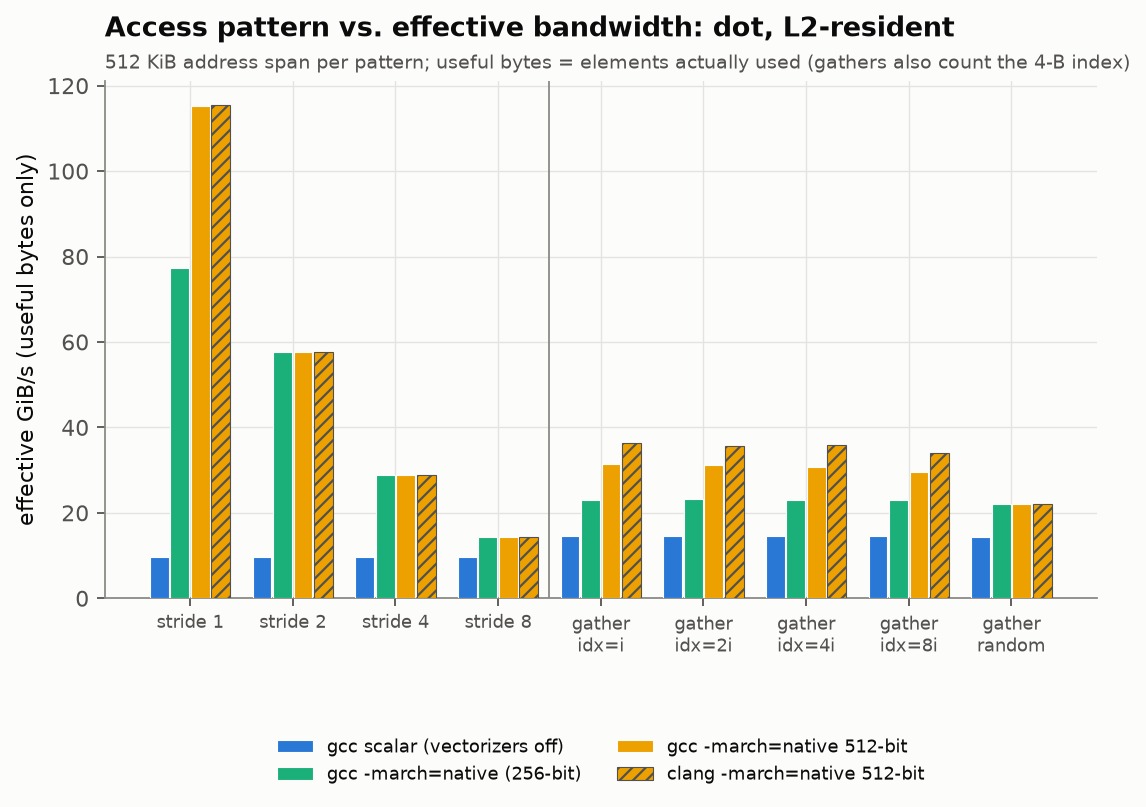 Access pattern vs. effective bandwidth: dot, L2-resident
512 KiB address span per pattern; useful bytes = elements actually used (gathers also count the 4-B index)
effective GiB/s (useful bytes only)
120
100
80
60
40
20
0
stride 1
stride 2
stride 4
stride 8
gather
idx=i
gather
idx=2i
gather
idx=4i
gather
idx=8i
gather
random
gcc scalar (vectorizers off)
gcc -march=native (256-bit)
gcc -march=native 512-bit
clang -march=native 512-bit